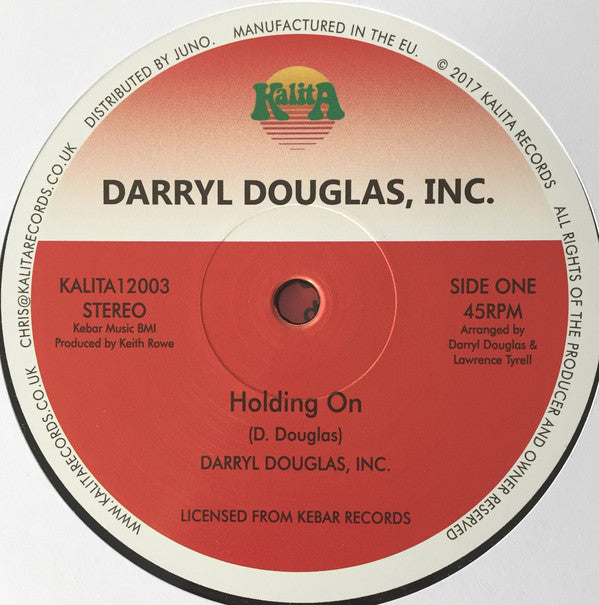 WWW.KALITARECORDS.CO.UK CHRIS@KALITARECORDS.CO.UK DISTRIBUTED BY JUNO. MANUFACTURED IN THE EU. © 2017 KALITA RECORDS ALL RIGHTS OF THE PRODUCER AND OWNER RESERVED
KalitA
DARRYL DOUGLAS, INC.
KALITA12003
STEREO
Kebar Music BMI
Produced by Keith Rowe
SIDE ONE
45RPM
Arranged by
Darryl Douglas &
Lawrence Tyrell
Holding On
(D. Douglas)
DARRYL DOUGLAS, INC.
LICENSED FROM KEBAR RECORDS